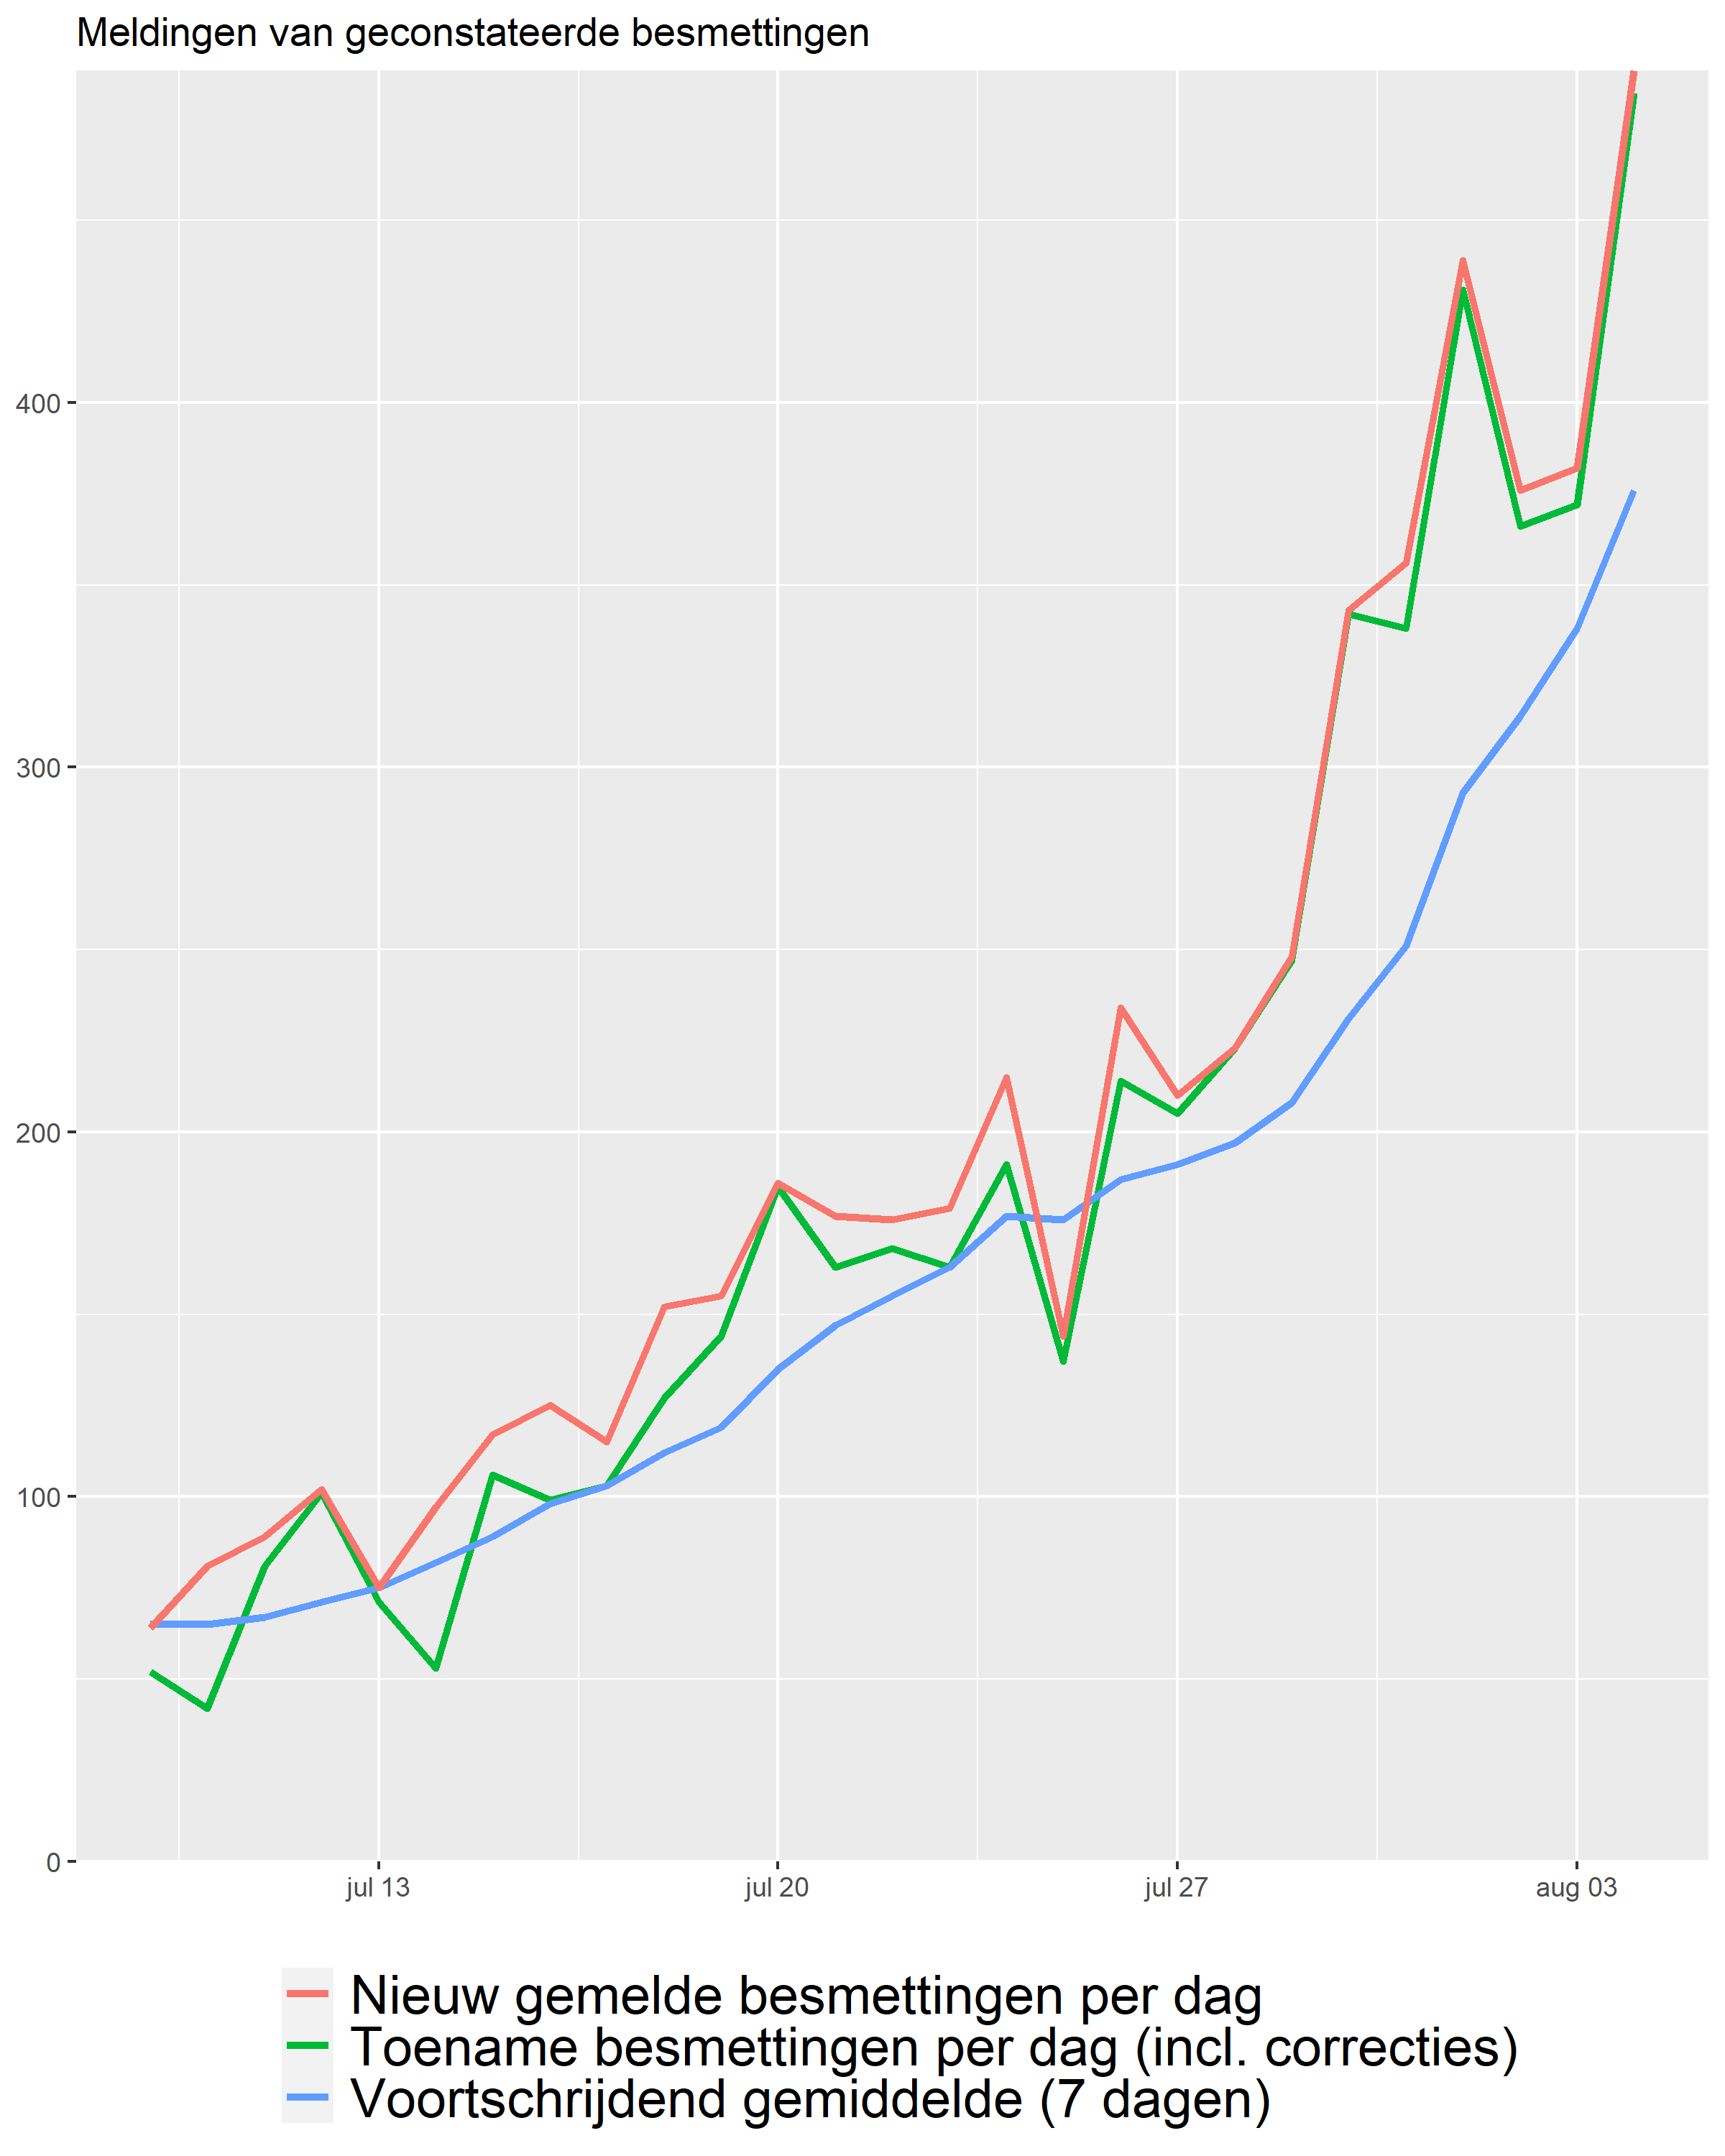 Meldingen van geconstateerde besmettingen
400
300
200
100
0
jul 13 jul 20 jul 27 aug 03
Nieuw gemelde besmettingen per dag
Toename besmettingen per dag (incl. correcties)
Voortschrijdend gemiddelde (7 dagen)